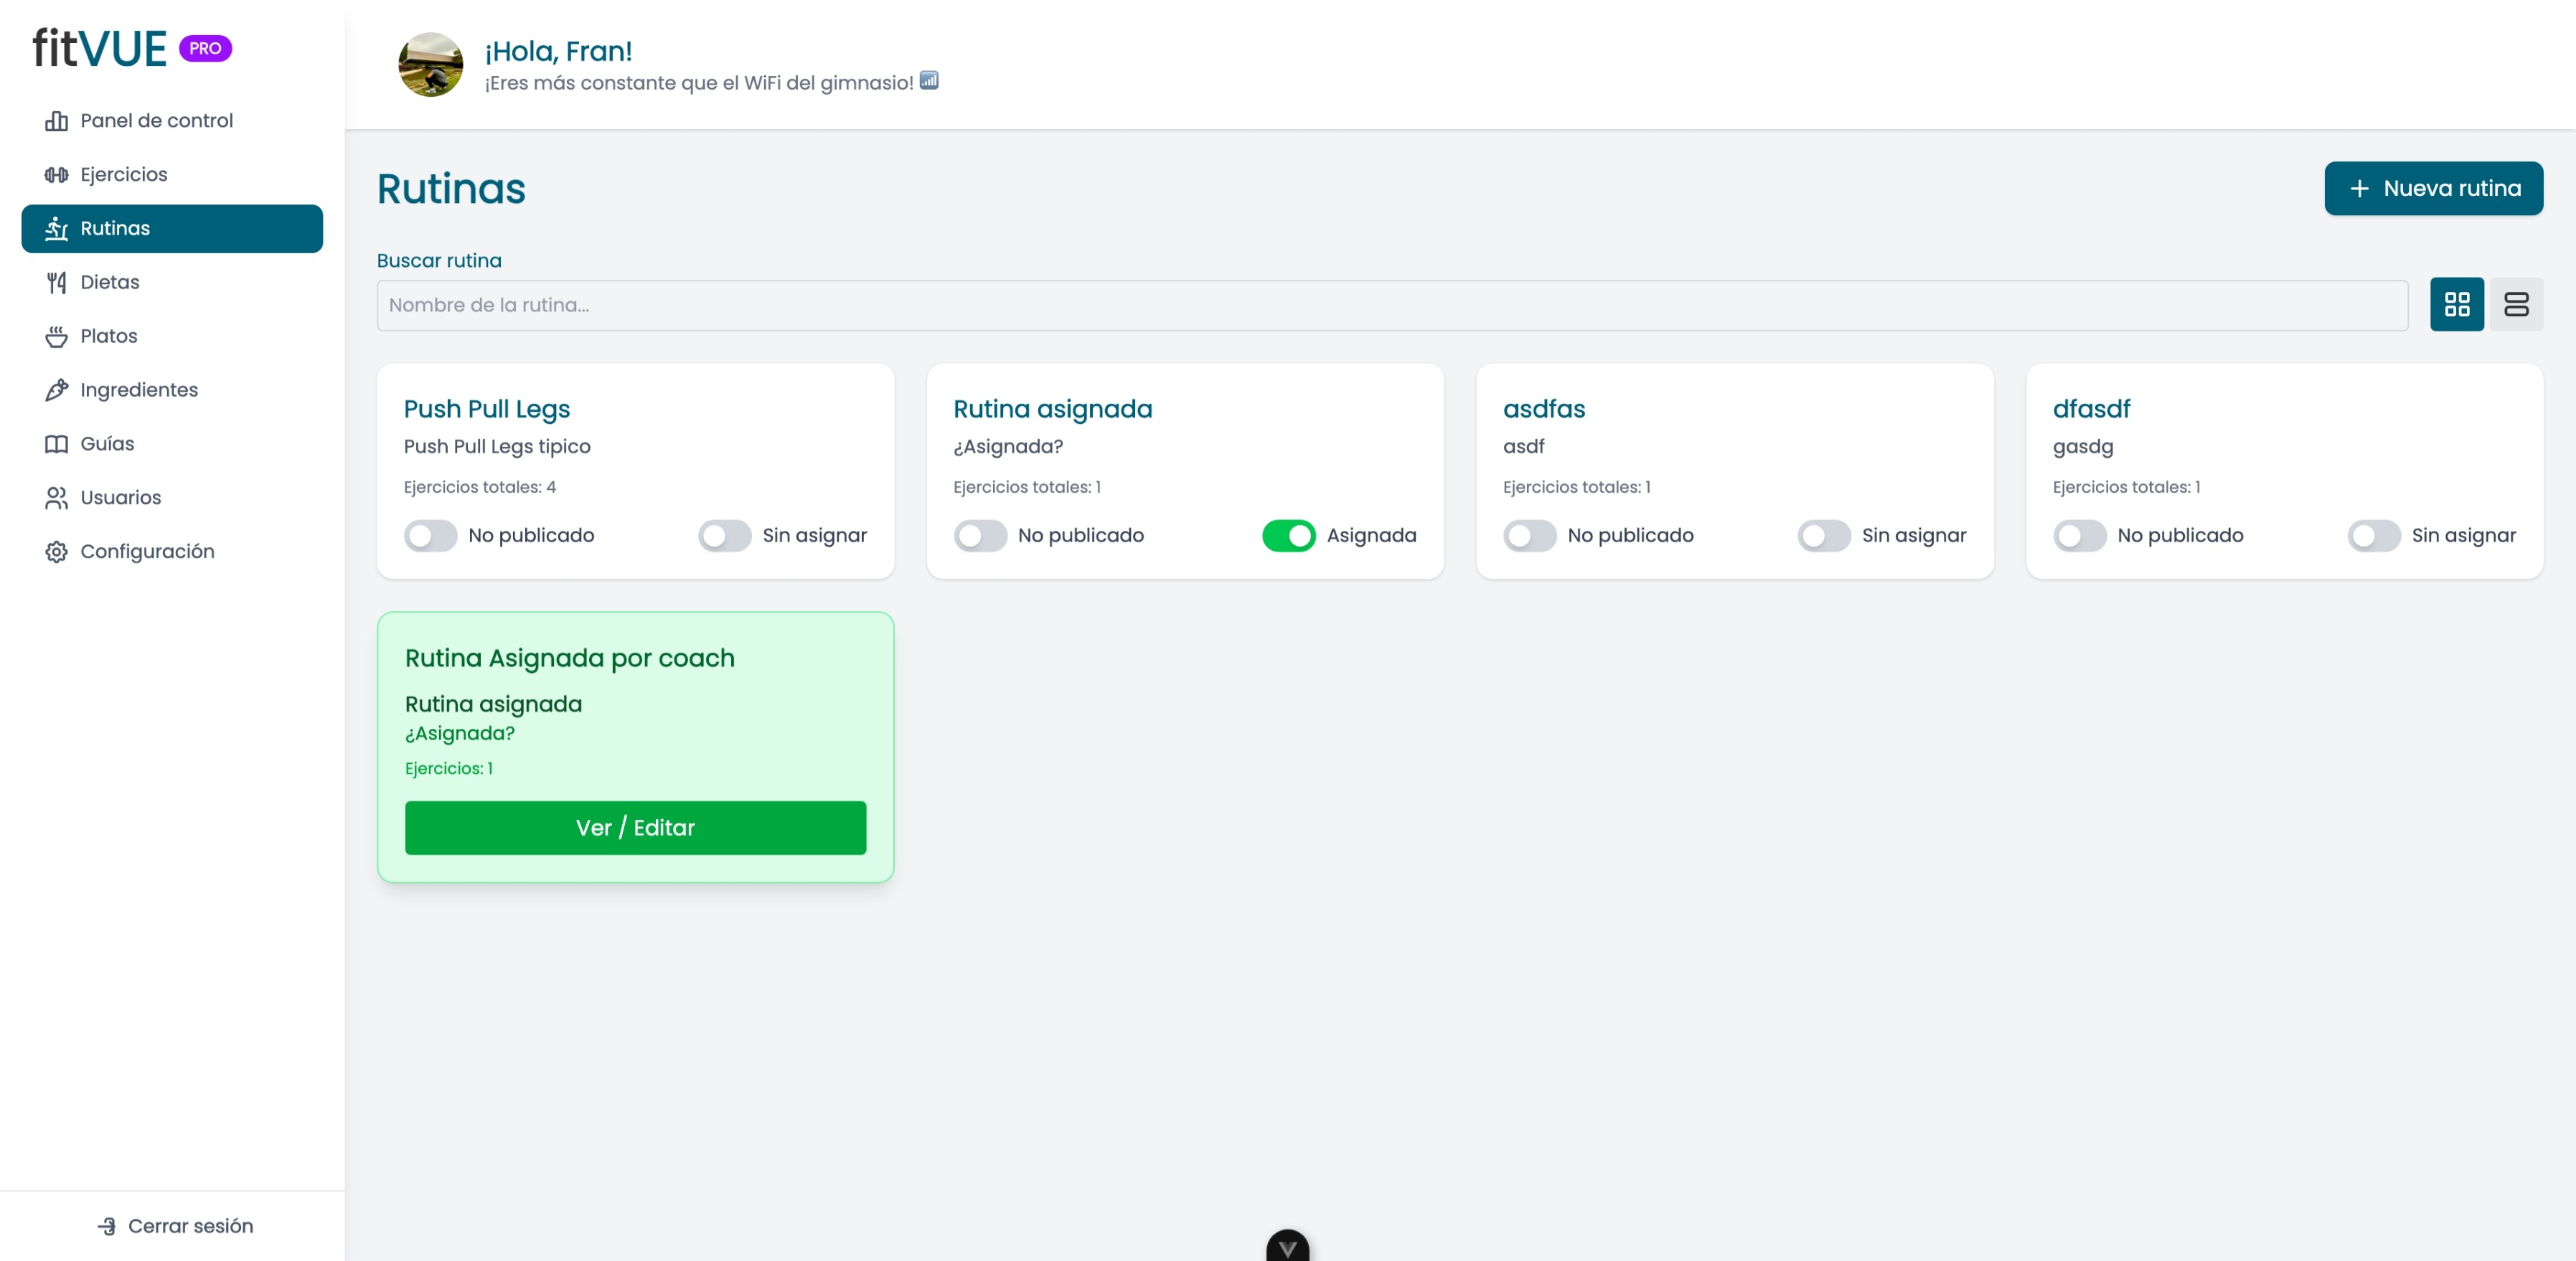 fitVUE PRO
Panel de control
Ejercicios
Rutinas
Dietas
Platos
Ingredientes
Guías
Usuarios
Configuración
Cerrar sesión
¡Hola, Fran!
¡Eres más constante que el WiFi del gimnasio! 📶
Rutinas
+ Nueva rutina
Buscar rutina
Nombre de la rutina...
Push Pull Legs
Push Pull Legs tipico
Ejercicios totales: 4
No publicado
Sin asignar
Rutina asignada
¿Asignada?
Ejercicios totales: 1
No publicado
Asignada
asdfas
asdf
Ejercicios totales: 1
No publicado
Sin asignar
dfasdf
gasdg
Ejercicios totales: 1
No publicado
Sin asignar
Rutina Asignada por coach
Rutina asignada
¿Asignada?
Ejercicios: 1
Ver / Editar